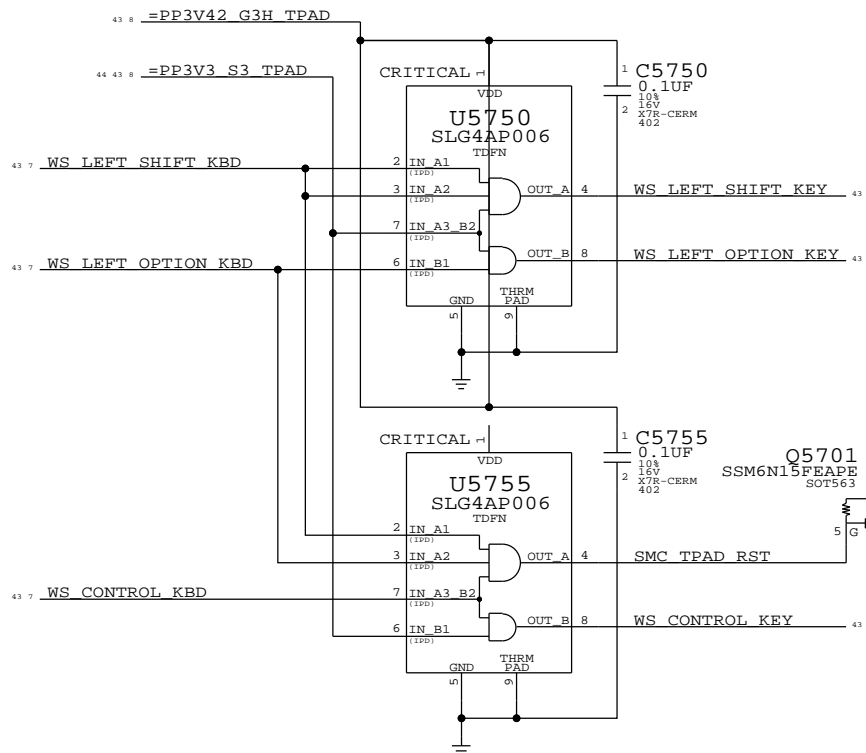 43 8 =PP3V42_G3H_TPAD
44 43 8 =PP3V3_S3_TPAD
CRITICAL 1
VDD
U5750
SLG4AP006
TDFN
1 C5750
0.1UF
10%
16V
2 X7R-CERM
402
43 7 WS_LEFT_SHIFT_KBD
2 IN_A1
(IPD)
3 IN_A2
(IPD)
OUT_A 4 WS_LEFT_SHIFT_KEY 43
7 IN_A3_B2
(IPD)
43 7 WS_LEFT_OPTION_KBD
6 IN_B1
(IPD)
OUT_B 8 WS_LEFT_OPTION_KEY 43
GND
THRM
PAD
5
9
CRITICAL 1
VDD
U5755
SLG4AP006
TDFN
1 C5755
0.1UF
10%
16V
2 X7R-CERM
402
Q5701
SSM6N15FEAPE
SOT563
5 G
2 IN_A1
(IPD)
3 IN_A2
(IPD)
OUT_A 4 SMC_TPAD_RST
43 7 WS_CONTROL_KBD
7 IN_A3_B2
(IPD)
6 IN_B1
(IPD)
OUT_B 8 WS_CONTROL_KEY 43
GND
THRM
PAD
5
9